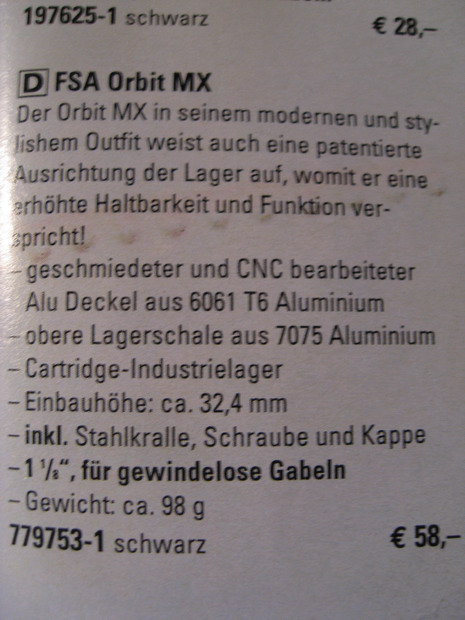 197625-1 schwarz € 28,–
D FSA Orbit MX
Der Orbit MX in seinem modernen und sty-
lishem Outfit weist auch eine patentierte
Ausrichtung der Lager auf, womit er eine
erhöhte Haltbarkeit und Funktion ver-
spricht!
– geschmiedeter und CNC bearbeiteter
Alu Deckel aus 6061 T6 Aluminium
– obere Lagerschale aus 7075 Aluminium
– Cartridge-Industrielager
– Einbauhöhe: ca. 32,4 mm
– inkl. Stahlkralle, Schraube und Kappe
– 1 1/8“, für gewindelose Gabeln
– Gewicht: ca. 98 g
779753-1 schwarz € 58,–